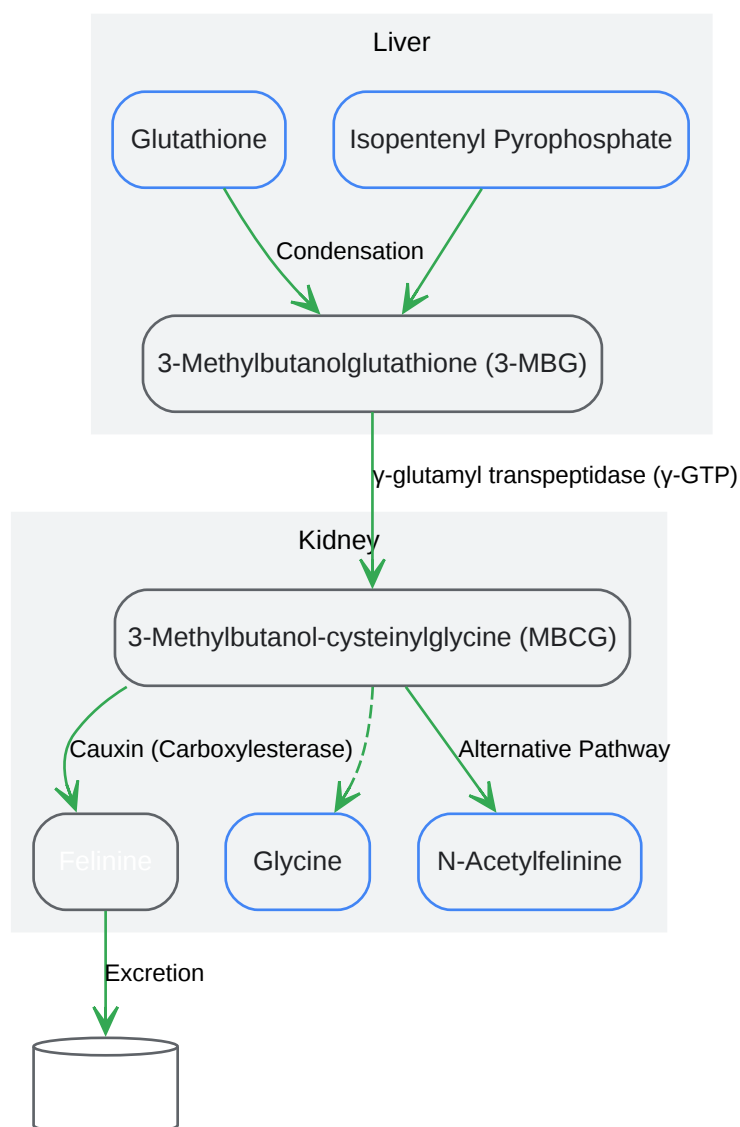 Liver
Glutathione
Isopentenyl Pyrophosphate
Condensation
3-Methylbutanolglutathione (3-MBG)
γ-glutamyl transpeptidase (γ-GTP)
Kidney
3-Methylbutanol-cysteinylglycine (MBCG)
Cauxin (Carboxylesterase)
Alternative Pathway
Felinine
Glycine
N-Acetylfelinine
Excretion